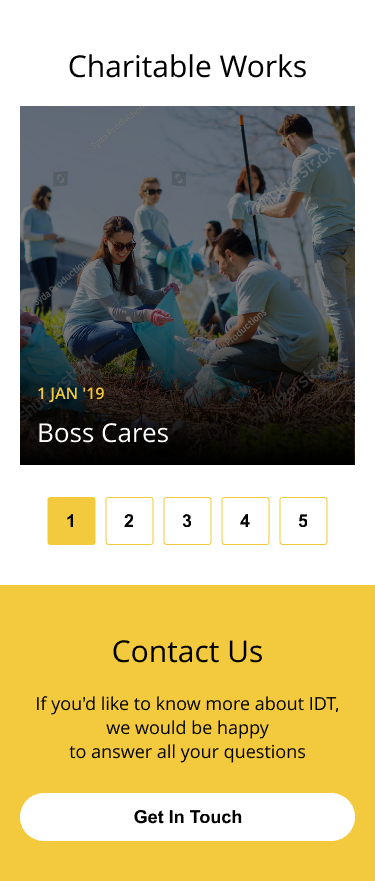 Charitable Works
1 JAN '19
Boss Cares
1 2 3 4 5
Contact Us
If you'd like to know more about IDT,
we would be happy
to answer all your questions
Get In Touch